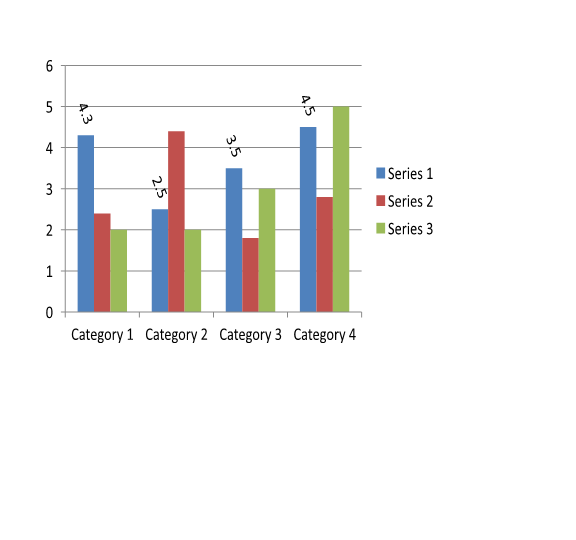 6
5
4
3
2
1
0
4.3
2.5
3.5
4.5
Category 1
Category 2
Category 3
Category 4
Series 1
Series 2
Series 3